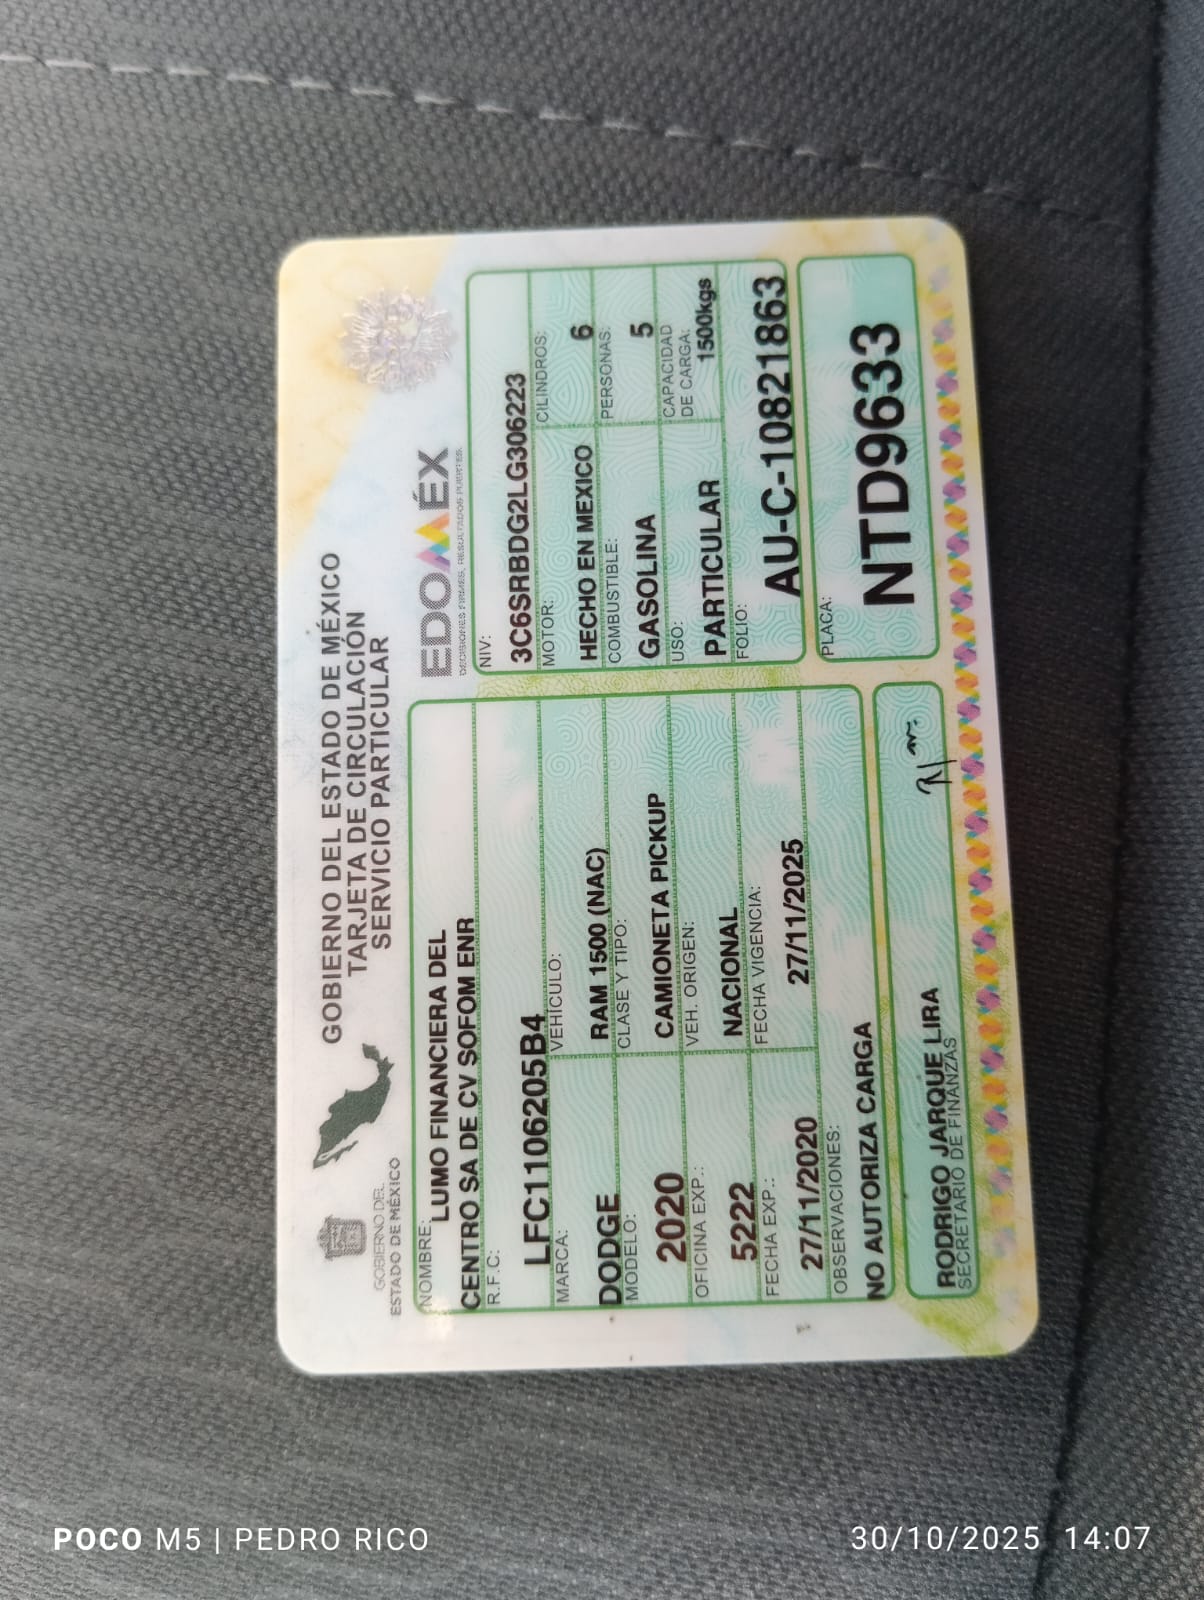 GOBIERNO DEL
ESTADO DE MÉXICO
GOBIERNO DEL ESTADO DE MÉXICO
TARJETA DE CIRCULACIÓN
SERVICIO PARTICULAR
EDOMÉX
DECISIONES FIRMES, RESULTADOS FUERTES.
NOMBRE:
LUMO FINANCIERA DEL
CENTRO SA DE CV SOFOM ENR
R.F.C:
LFC1106205B4
MARCA:
DODGE
VEHÍCULO:
RAM 1500 (NAC)
MODELO:
2020
CLASE Y TIPO:
CAMIONETA PICKUP
OFICINA EXP.:
5222
VEH. ORIGEN:
NACIONAL
FECHA EXP.:
27/11/2020
FECHA VIGENCIA:
27/11/2025
OBSERVACIONES:
NO AUTORIZA CARGA
RODRIGO JARQUE LIRA
SECRETARIO DE FINANZAS
NIV:
3C6SRBDG2LG306223
MOTOR:
HECHO EN MEXICO
CILINDROS:
6
COMBUSTIBLE:
GASOLINA
PERSONAS:
5
USO:
PARTICULAR
CAPACIDAD
DE CARGA:
1500kgs
FOLIO:
AU-C-10821863
PLACA:
NTD9633
POCO M5 | PEDRO RICO
30/10/2025 14:07